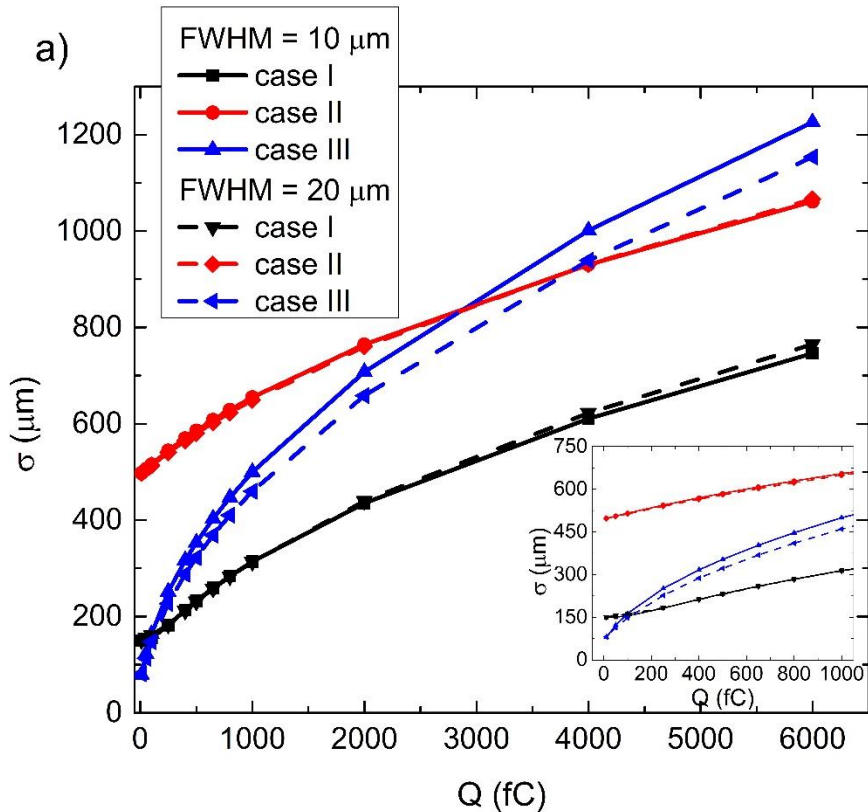 a)
FWHM = 10 μm
case I
case II
case III
FWHM = 20 μm
case I
case II
case III
1200
1000
800
600
400
200
0
σ (μm)
0 1000 2000 3000 4000 5000 6000
Q (fC)
750
600
450
300
150
0
σ (μm)
0 200 400 600 800 1000
Q (fC)